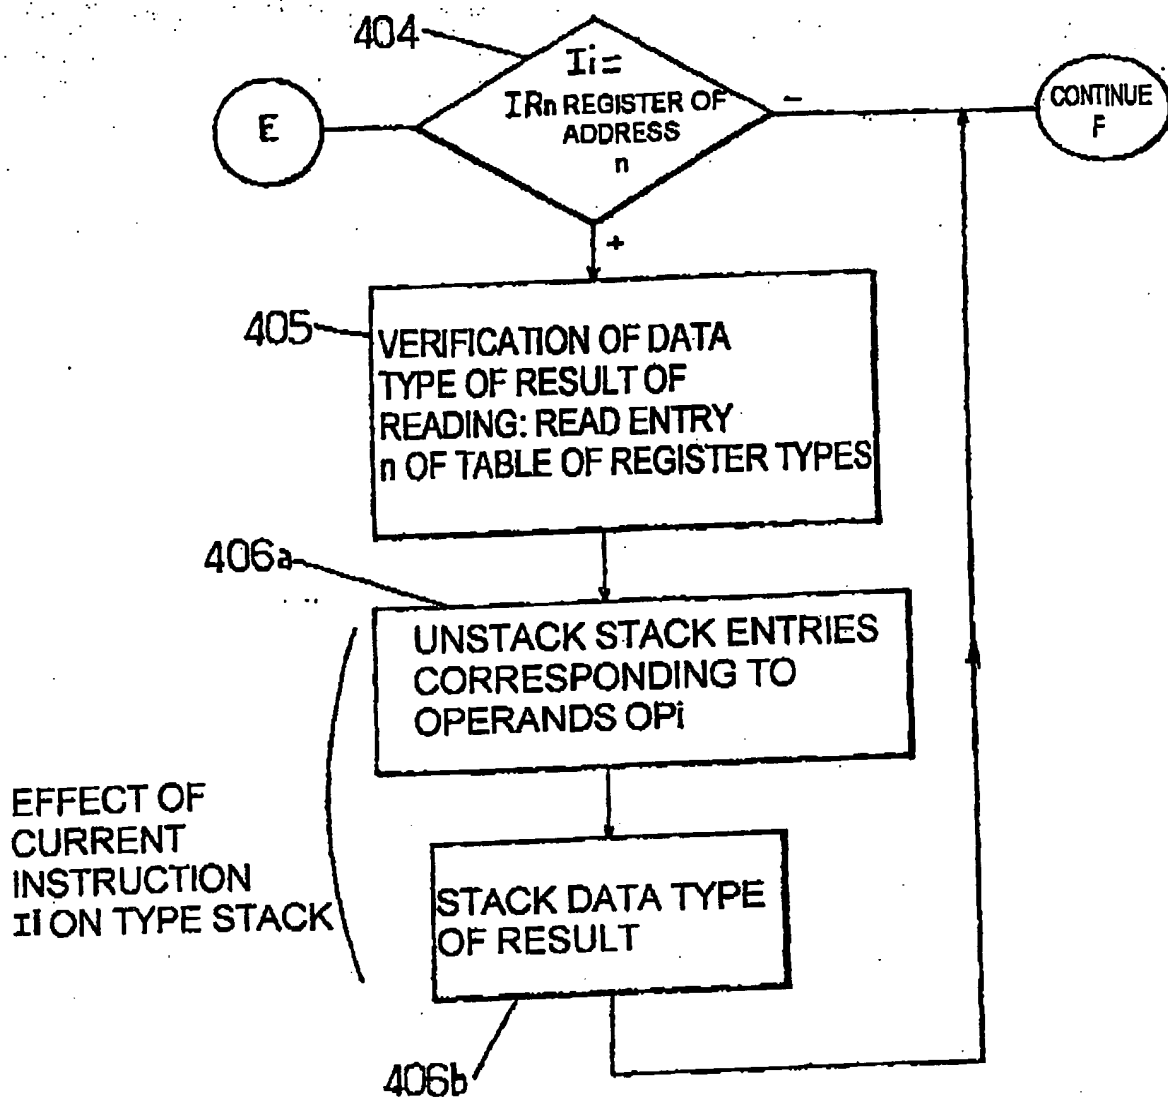 404
Ii=
IRn REGISTER OF
ADDRESS
n
E
-
CONTINUE
F
+
405
VERIFICATION OF DATA
TYPE OF RESULT OF
READING: READ ENTRY
n OF TABLE OF REGISTER TYPES
406a
UNSTACK STACK ENTRIES
CORRESPONDING TO
OPERANDS OPi
EFFECT OF
CURRENT
INSTRUCTION
Ii ON TYPE STACK
STACK DATA TYPE
OF RESULT
406b